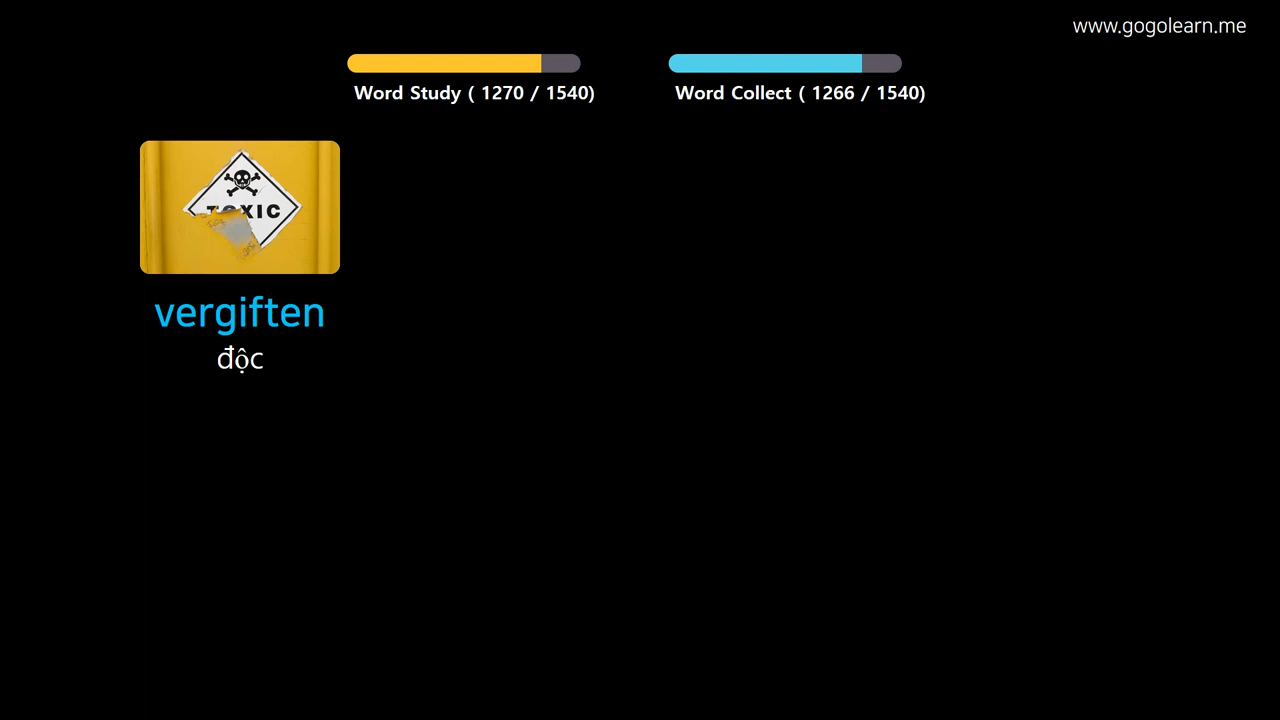 www.gogolearn.me
Word Study ( 1270 / 1540)
Word Collect ( 1266 / 1540)
TOXIC
vergiften
độc